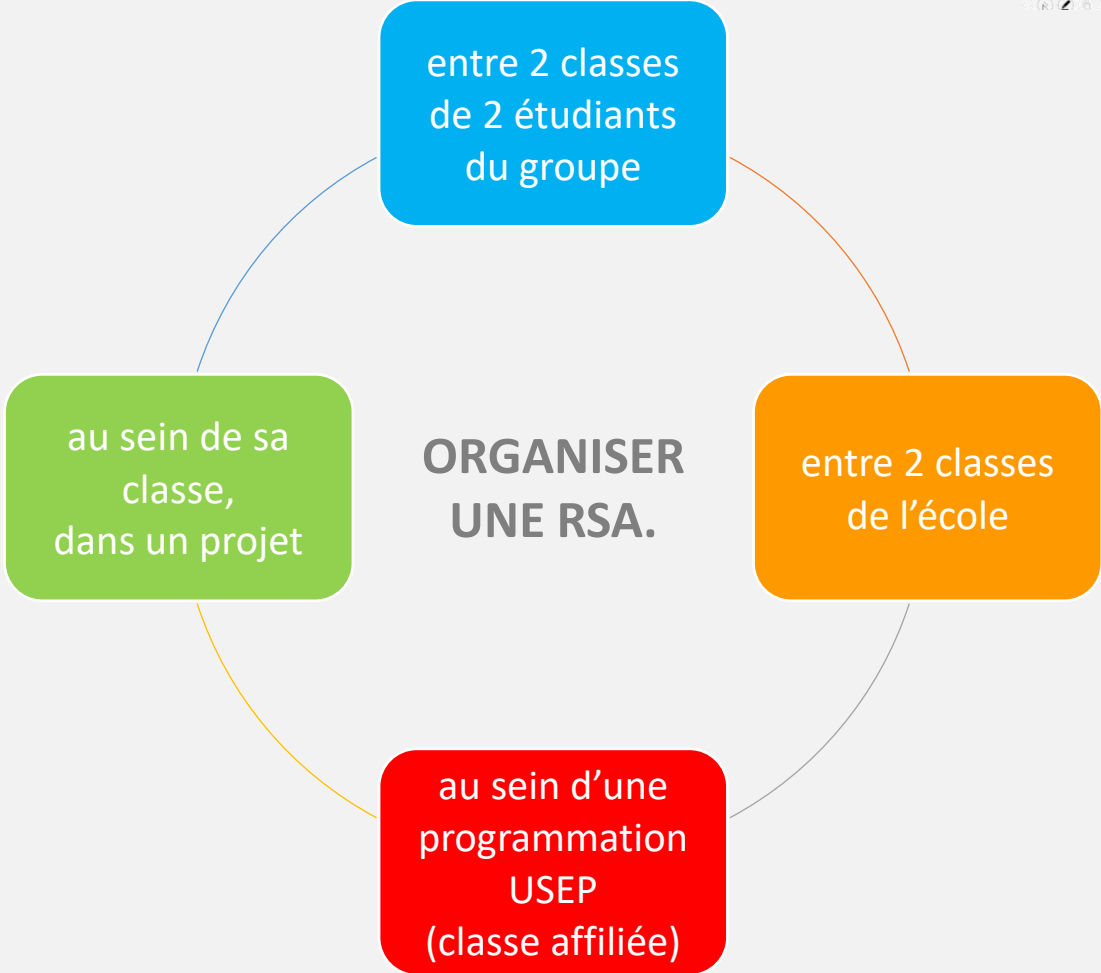 entre 2 classes
de 2 étudiants
du groupe
au sein de sa
classe,
dans un projet
ORGANISER
UNE RSA.
entre 2 classes
de l’école
au sein d’une
programmation
USEP
(classe affiliée)